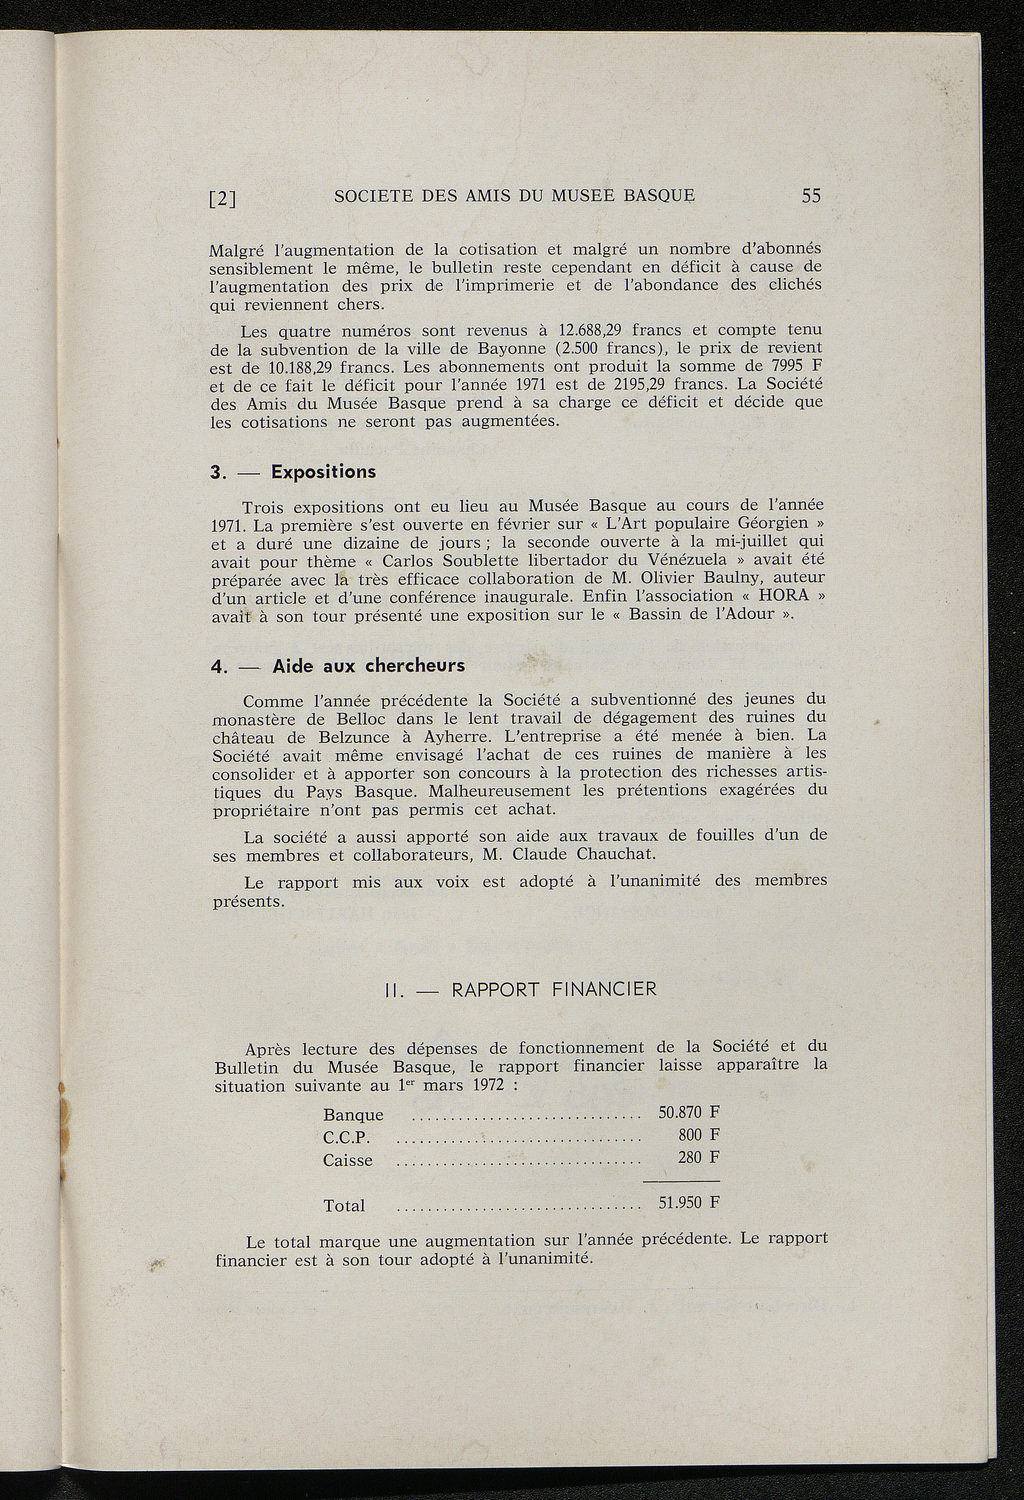 [2] SOCIETE DES AMIS DU MUSEE BASQUE 55
Malgré l'augmentation de la cotisation et malgré un nombre d'abonnés
sensiblement le même, le bulletin reste cependant en déficit à cause de
l'augmentation des prix de l'imprimerie et de l'abondance des clichés
qui reviennent chers.
Les quatre numéros sont revenus à 12.688,29 francs et compte tenu
de la subvention de la ville de Bayonne (2.500 francs), le prix de revient
est de 10.188,29 francs. Les abonnements ont produit la somme de 7995 F
et de ce fait le déficit pour l'année 1971 est de 2195,29 francs. La Société
des Amis du Musée Basque prend à sa charge ce déficit et décide que
les cotisations ne seront pas augmentées.
3. — Expositions
Trois expositions ont eu lieu au Musée Basque au cours de l'année
1971. La première s'est ouverte en février sur « L'Art populaire Géorgien »
et a duré une dizaine de jours ; la seconde ouverte à la mi-juillet qui
avait pour thème « Carlos Soublette libertador du Vénézuela » avait été
préparée avec la très efficace collaboration de M. Olivier Baulny, auteur
d'un article et d'une conférence inaugurale. Enfin l'association « HORA »
avait à son tour présenté une exposition sur le « Bassin de l'Adour ».
4. — Aide aux chercheurs
Comme l'année précédente la Société a subventionné des jeunes du
monastère de Belloc dans le lent travail de dégagement des ruines du
château de Belzunce à Ayherre. L'entreprise a été menée à bien. La
Société avait même envisagé l'achat de ces ruines de manière à les
consolider et à apporter son concours à la protection des richesses artis-
tiques du Pays Basque. Malheureusement les prétentions exagérées du
propriétaire n'ont pas permis cet achat.
La société a aussi apporté son aide aux travaux de fouilles d'un de
ses membres et collaborateurs, M. Claude Chauchat.
Le rapport mis aux voix est adopté à l'unanimité des membres
présents.
II. — RAPPORT FINANCIER
Après lecture des dépenses de fonctionnement de la Société et du
Bulletin du Musée Basque, le rapport financier laisse apparaître la
situation suivante au 1er mars 1972 :
Banque .............................. 50.870 F
C.C.P. ................................ 800 F
Caisse ................................ 280 F
Total ................................ 51.950 F
Le total marque une augmentation sur l'année précédente. Le rapport
financier est à son tour adopté à l'unanimité.